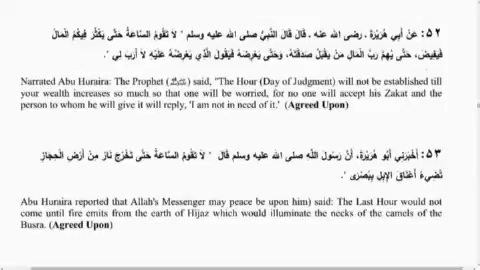 ٥٢: عَنْ أَبِي هُرَيْرَةَ ـ رضى الله عنه ـ قَالَ قَالَ النَّبِيُّ صلى الله عليه وسلم " لاَ تَقُومُ السَّاعَةُ حَتَّى يَكْثُرَ فِيكُمُ الْمَالُ
فَيَفِيضَ، حَتَّى يُهِمَّ رَبَّ الْمَالِ مَنْ يَقْبَلُ صَدَقَتَهُ، وَحَتَّى يَعْرِضَهُ فَيَقُولَ الَّذِي يَعْرِضُهُ عَلَيْهِ لاَ أَرَبَ لِي ".
Narrated Abu Huraira: The Prophet (ﷺ) said, "The Hour (Day of Judgment) will not be established till
your wealth increases so much so that one will be worried, for no one will accept his Zakat and the
person to whom he will give it will reply, 'I am not in need of it.' (Agreed Upon)
٥٣: أَخْبَرَنِي أَبُو هُرَيْرَةَ، أَنَّ رَسُولَ اللَّهِ صلى الله عليه وسلم قَالَ " لاَ تَقُومُ السَّاعَةُ حَتَّى تَخْرُجَ نَارٌ مِنْ أَرْضِ الْحِجَازِ
تُضِيءُ أَعْنَاقَ الإِبِلِ بِبُصْرَى ".
Abu Huraira reported that Allah's Messenger may peace be upon him) said: The Last Hour would not
come until fire emits from the earth of Hijaz which would illuminate the necks of the camels of the
Busra. (Agreed Upon)